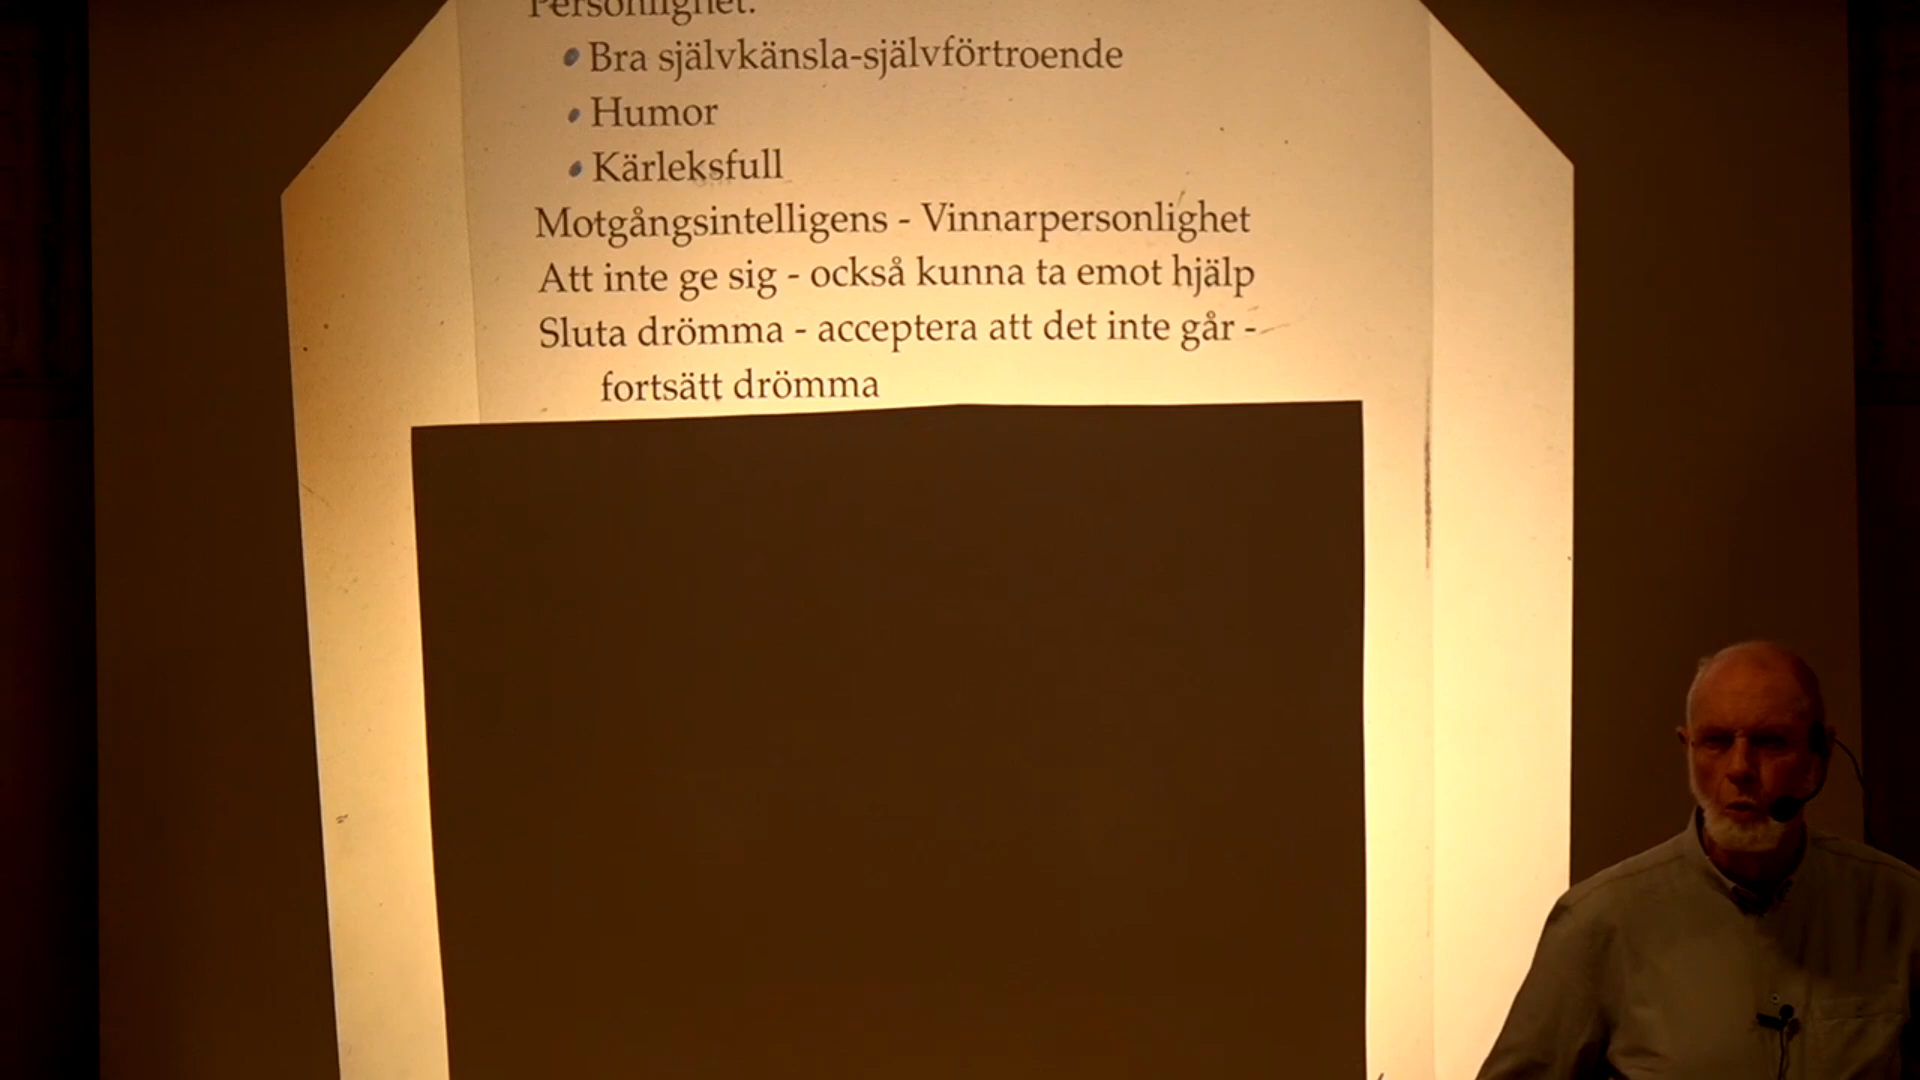 Personlighet:
• Bra självkänsla-självförtroende
• Humor
• Kärleksfull
Motgångsintelligens - Vinnarpersonlighet
Att inte ge sig - också kunna ta emot hjälp
Sluta drömma - acceptera att det inte går -
fortsätt drömma